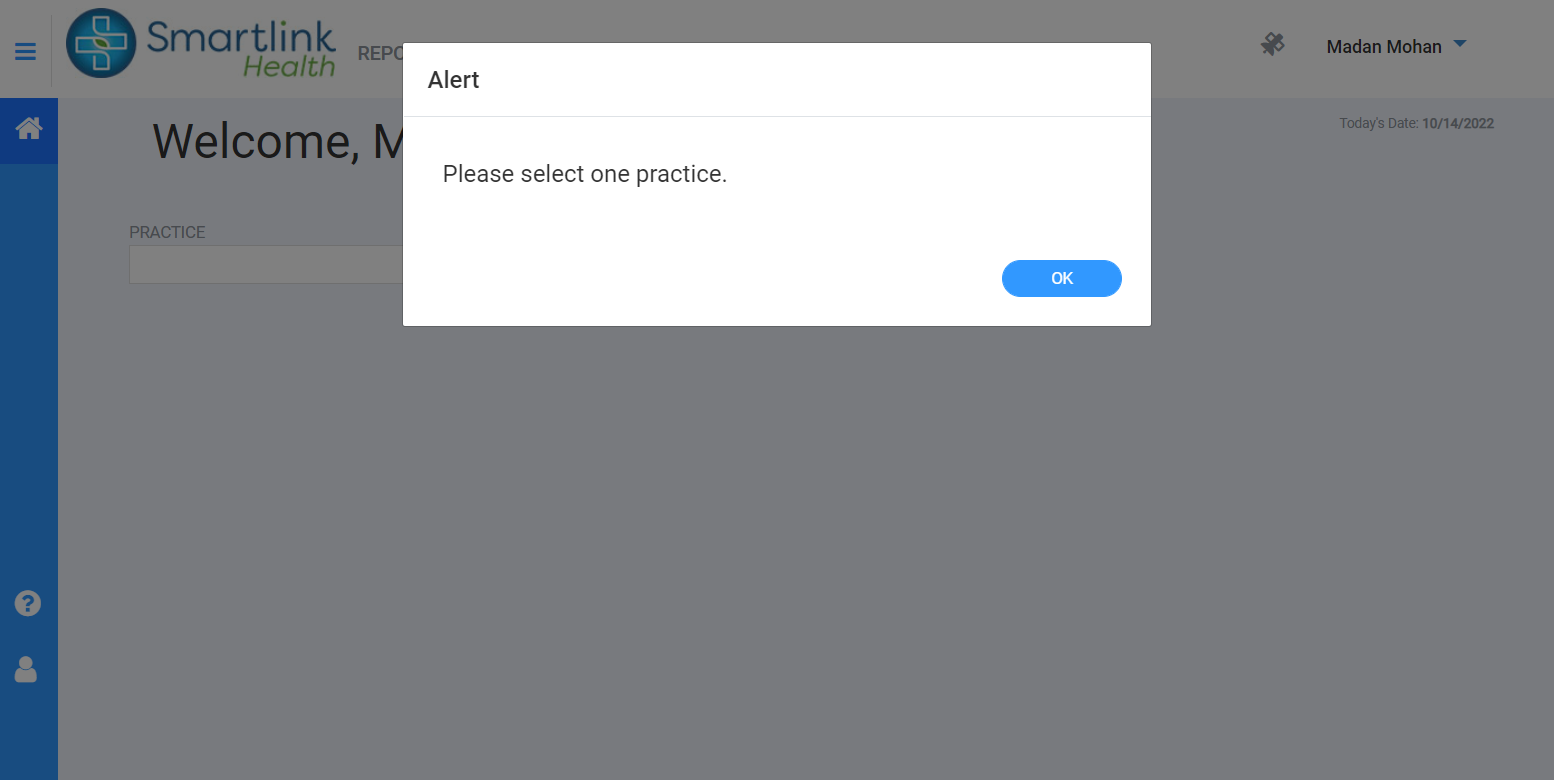 Smartlink
Health
REPO
Madan Mohan
Alert
Today's Date: 10/14/2022
Welcome, M
Please select one practice.
PRACTICE
OK